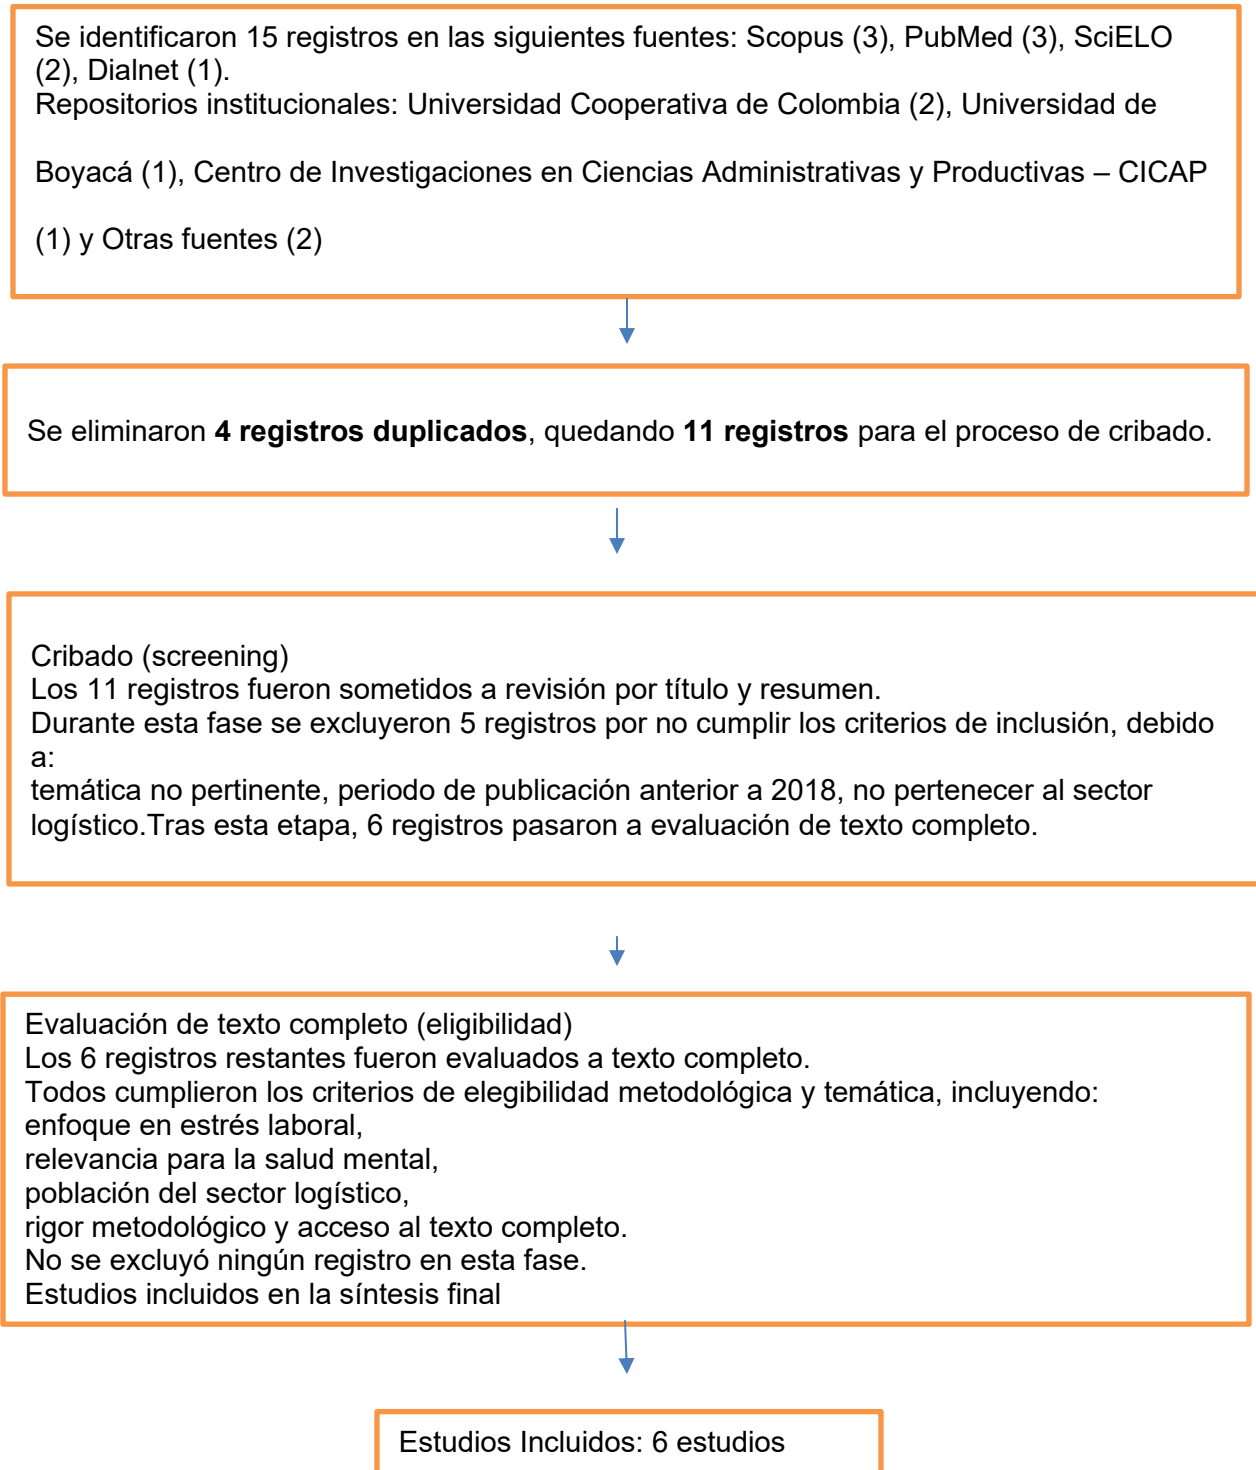 Se identificaron 15 registros en las siguientes fuentes: Scopus (3), PubMed (3), SciELO
(2), Dialnet (1).
Repositorios institucionales: Universidad Cooperativa de Colombia (2), Universidad de
Boyacá (1), Centro de Investigaciones en Ciencias Administrativas y Productivas – CICAP
(1) y Otras fuentes (2)
Se eliminaron 4 registros duplicados, quedando 11 registros para el proceso de cribado.
Cribado (screening)
Los 11 registros fueron sometidos a revisión por título y resumen.
Durante esta fase se excluyeron 5 registros por no cumplir los criterios de inclusión, debido
a:
temática no pertinente, periodo de publicación anterior a 2018, no pertenecer al sector
logístico.Tras esta etapa, 6 registros pasaron a evaluación de texto completo.
Evaluación de texto completo (eligibilidad)
Los 6 registros restantes fueron evaluados a texto completo.
Todos cumplieron los criterios de elegibilidad metodológica y temática, incluyendo:
enfoque en estrés laboral,
relevancia para la salud mental,
población del sector logístico,
rigor metodológico y acceso al texto completo.
No se excluyó ningún registro en esta fase.
Estudios incluidos en la síntesis final
Estudios Incluidos: 6 estudios